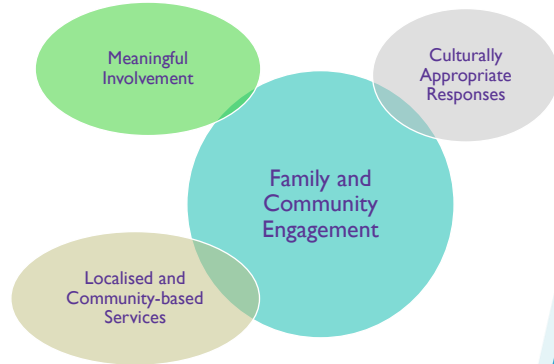 Meaningful
Involvement
Culturally
Appropriate
Responses
Family and
Community
Engagement
Localised and
Community-based
Services